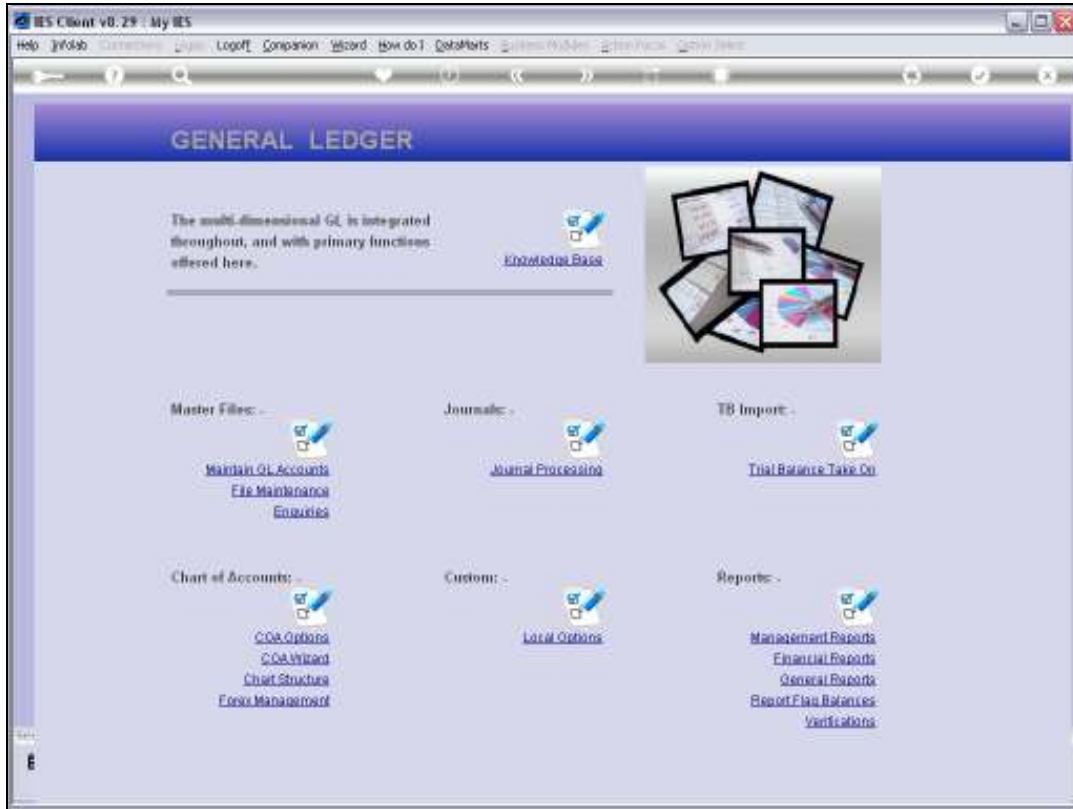 IES Client v8.29 : My IES
Help Infolab Logoff Companion Wizard How do I DataMarts
GENERAL LEDGER
The multi-dimensional GL is integrated
throughout, and with primary functions
offered here.
Knowledge Base
Master Files: -
Journals: -
TB Import: -
Maintain GL Accounts
Journal Processing
Trial Balance Take On
File Maintenance
Enquiries
Chart of Accounts: -
Custom: -
Reports: -
COA Options
Local Options
Management Reports
COA Wizard
Financial Reports
Chart Structure
General Reports
Forex Management
Report Flag Balances
Verifications